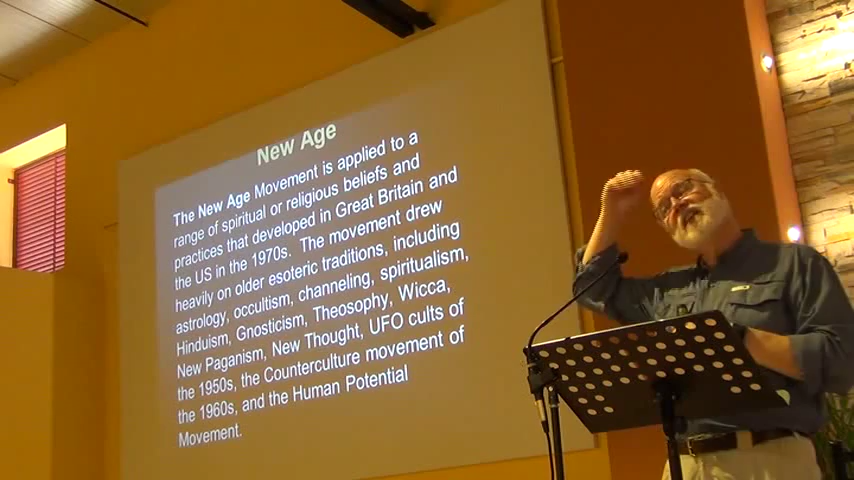 New Age
The New Age Movement is applied to a
range of spiritual or religious beliefs and
practices that developed in Great Britain and
the US in the 1970s. The movement drew
heavily on older esoteric traditions, including
astrology, occultism, channeling, spiritualism,
Hinduism, Gnosticism, Theosophy, Wicca,
New Paganism, New Thought, UFO cults of
the 1950s, the Counterculture movement of
the 1960s, and the Human Potential
Movement.